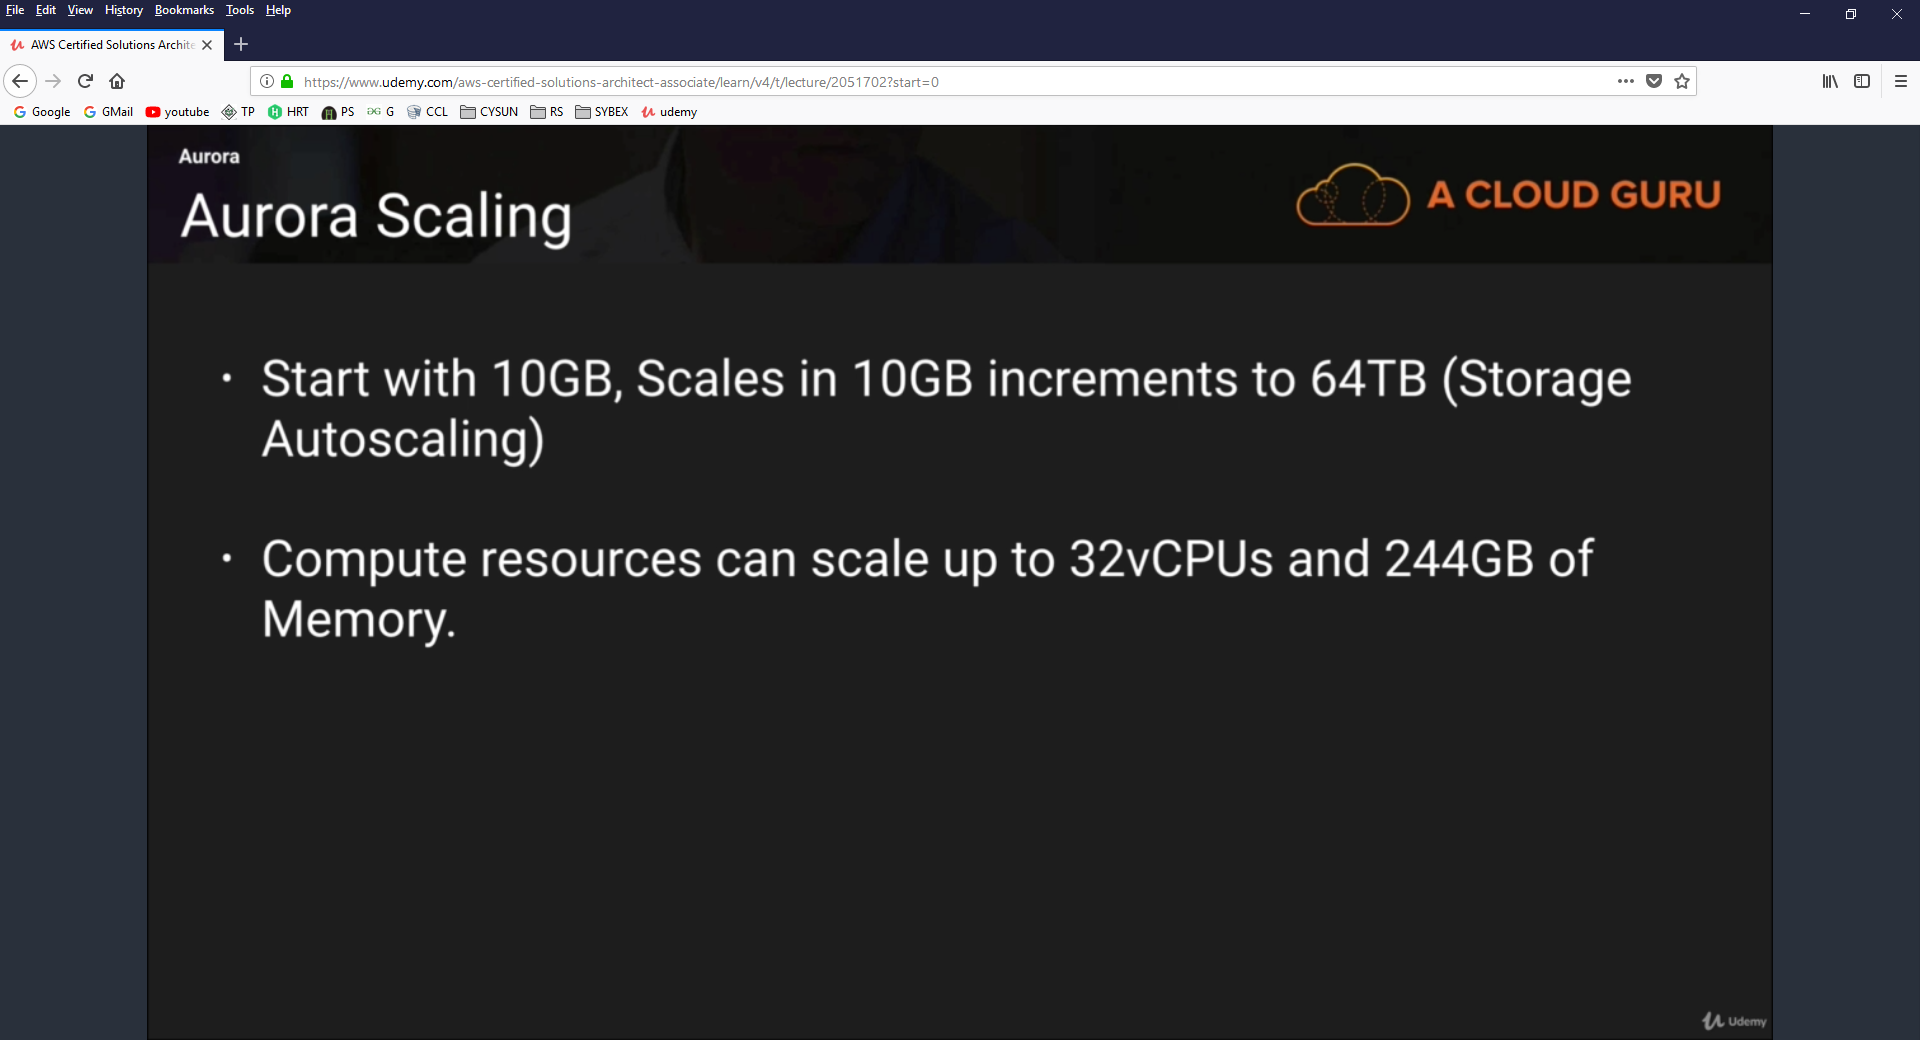 File Edit View History Bookmarks Tools Help
AWS Certified Solutions Archite
https://www.udemy.com/aws-certified-solutions-architect-associate/learn/v4/t/lecture/2051702?start=0
Google GMail youtube TP HRT PS G CCL CYSUN RS SYBEX udemy
Aurora
Aurora Scaling
A CLOUD GURU
• Start with 10GB, Scales in 10GB increments to 64TB (Storage
Autoscaling)
• Compute resources can scale up to 32vCPUs and 244GB of
Memory.
Udemy